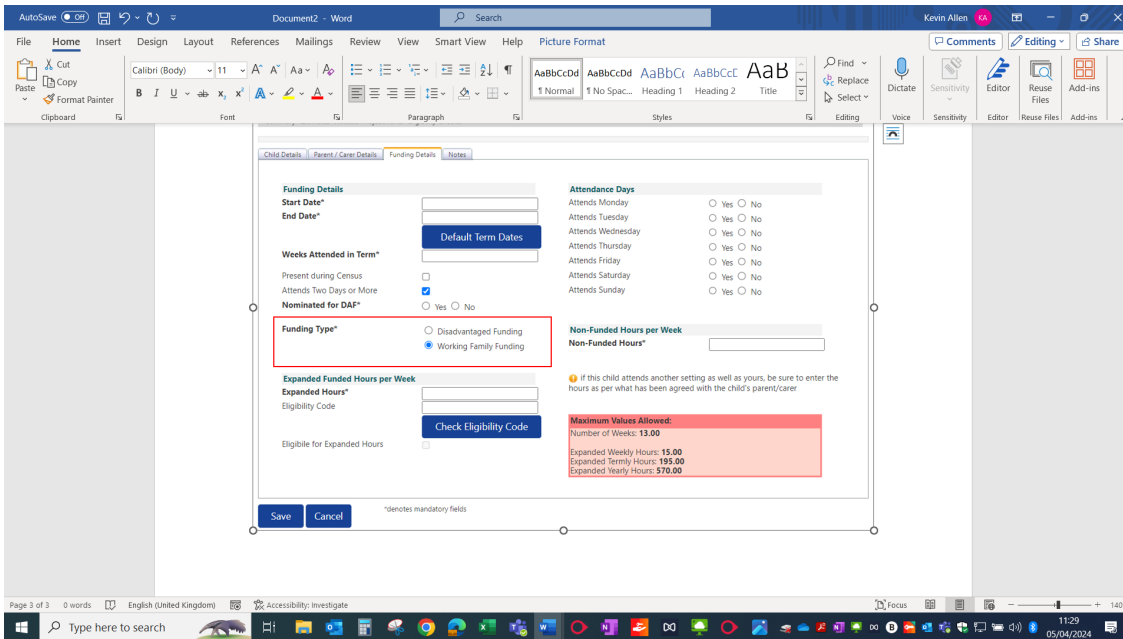 AutoSave Off Document2 - Word Search Kevin Allen KA
File Home Insert Design Layout References Mailings Review View Smart View Help Picture Format Comments Editing Share
Paste Cut Copy Format Painter
Calibri (Body) 11
AaBbCcDd AaBbCcDd AaBbCc AaBbCcE AaB
Normal No Spac... Heading 1 Heading 2 Title
Find Replace Select
Dictate Sensitivity Editor Reuse Files Add-ins
Clipboard Font Paragraph Styles Editing Voice Sensitivity Editor Reuse Files Add-ins
Child Details Parent / Carer Details Funding Details Notes
Funding Details
Start Date*
End Date*
Default Term Dates
Weeks Attended in Term*
Present during Census
Attends Two Days or More
Nominated for DAF* Yes No
Funding Type* Disadvantaged Funding
Working Family Funding
Expanded Funded Hours per Week
Expanded Hours*
Eligibility Code
Check Eligibility Code
Eligibile for Expanded Hours
Attendance Days
Attends Monday Yes No
Attends Tuesday Yes No
Attends Wednesday Yes No
Attends Thursday Yes No
Attends Friday Yes No
Attends Saturday Yes No
Attends Sunday Yes No
Non-Funded Hours per Week
Non-Funded Hours*
if this child attends another setting as well as yours, be sure to enter the
hours as per what has been agreed with the child's parent/carer
Maximum Values Allowed:
Number of Weeks: 13.00
Expanded Weekly Hours: 15.00
Expanded Termly Hours: 195.00
Expanded Yearly Hours: 570.00
Save Cancel *denotes mandatory fields
Page 3 of 3 0 words English (United Kingdom) Accessibility: Investigate Focus 140
Type here to search
11:29
05/04/2024